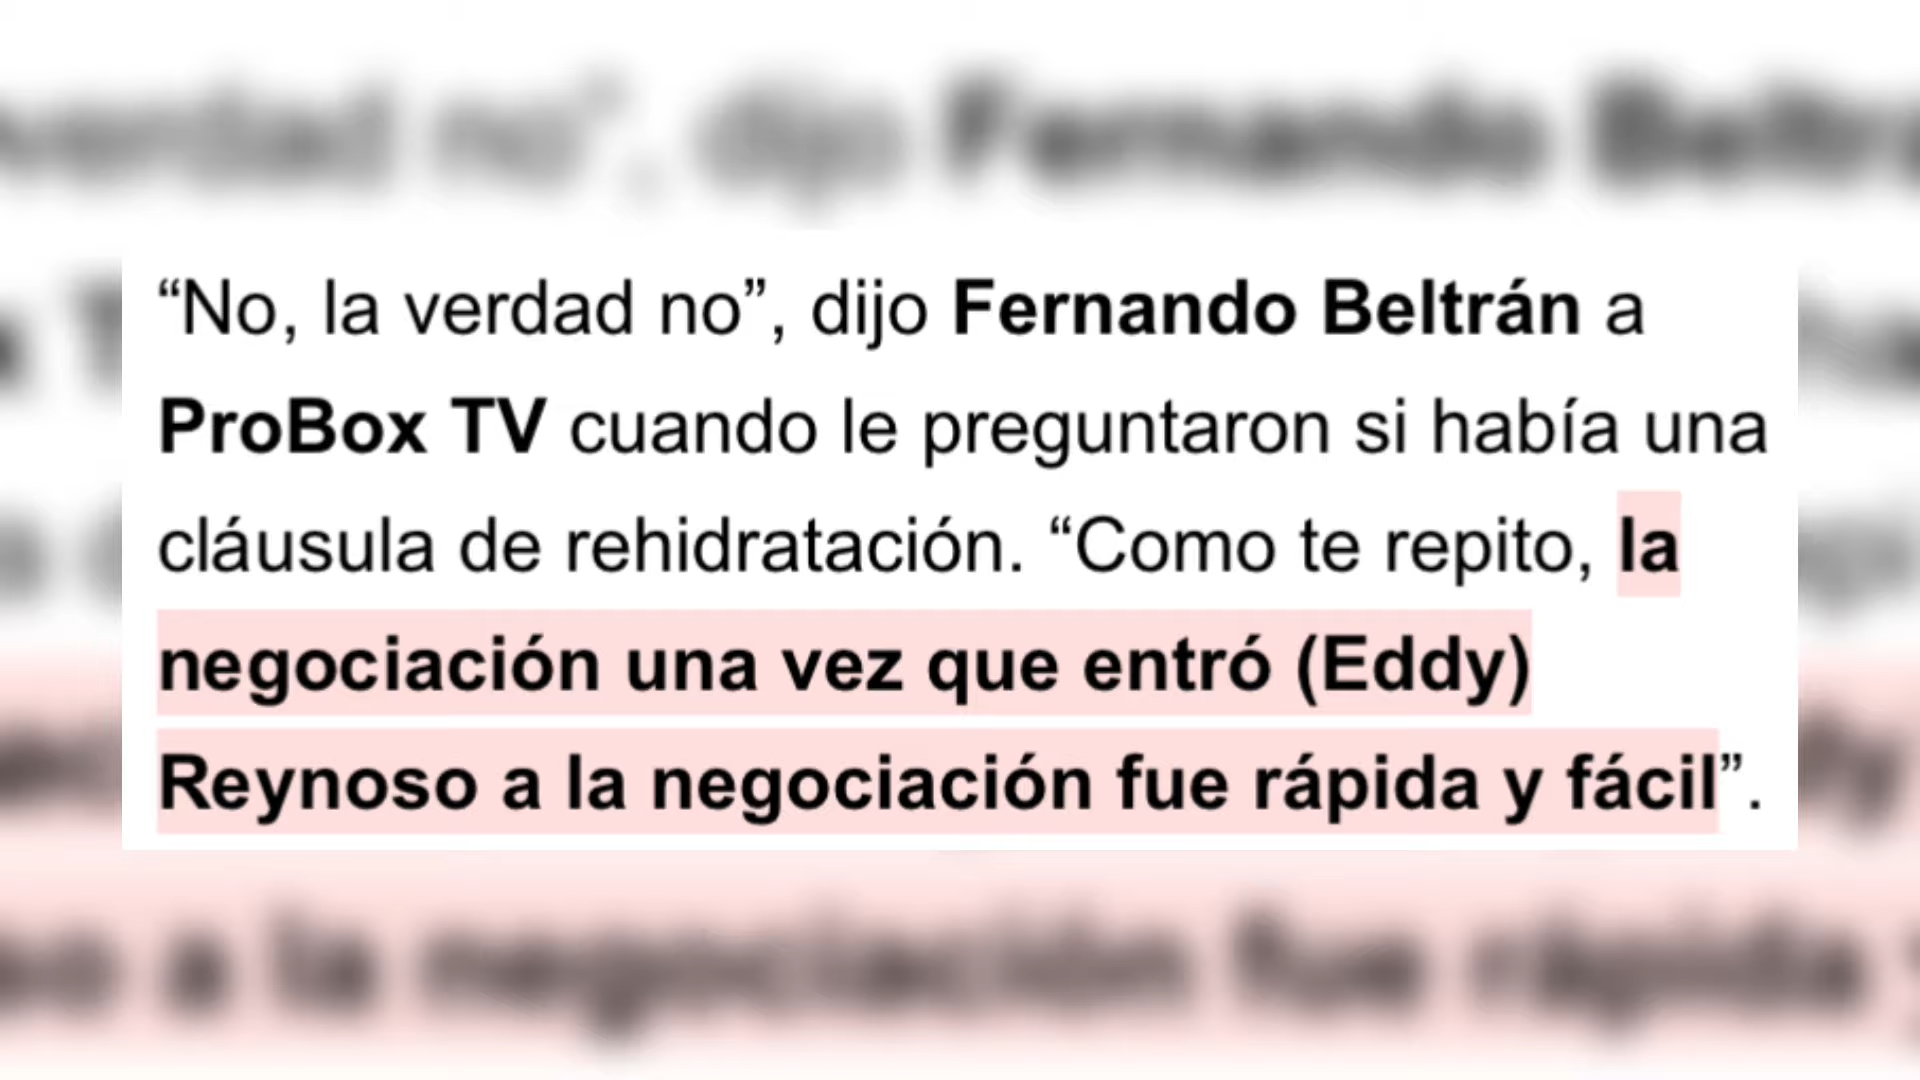 “No, la verdad no”, dijo Fernando Beltrán a
ProBox TV cuando le preguntaron si había una
cláusula de rehidratación. “Como te repito, la
negociación una vez que entró (Eddy)
Reynoso a la negociación fue rápida y fácil”.